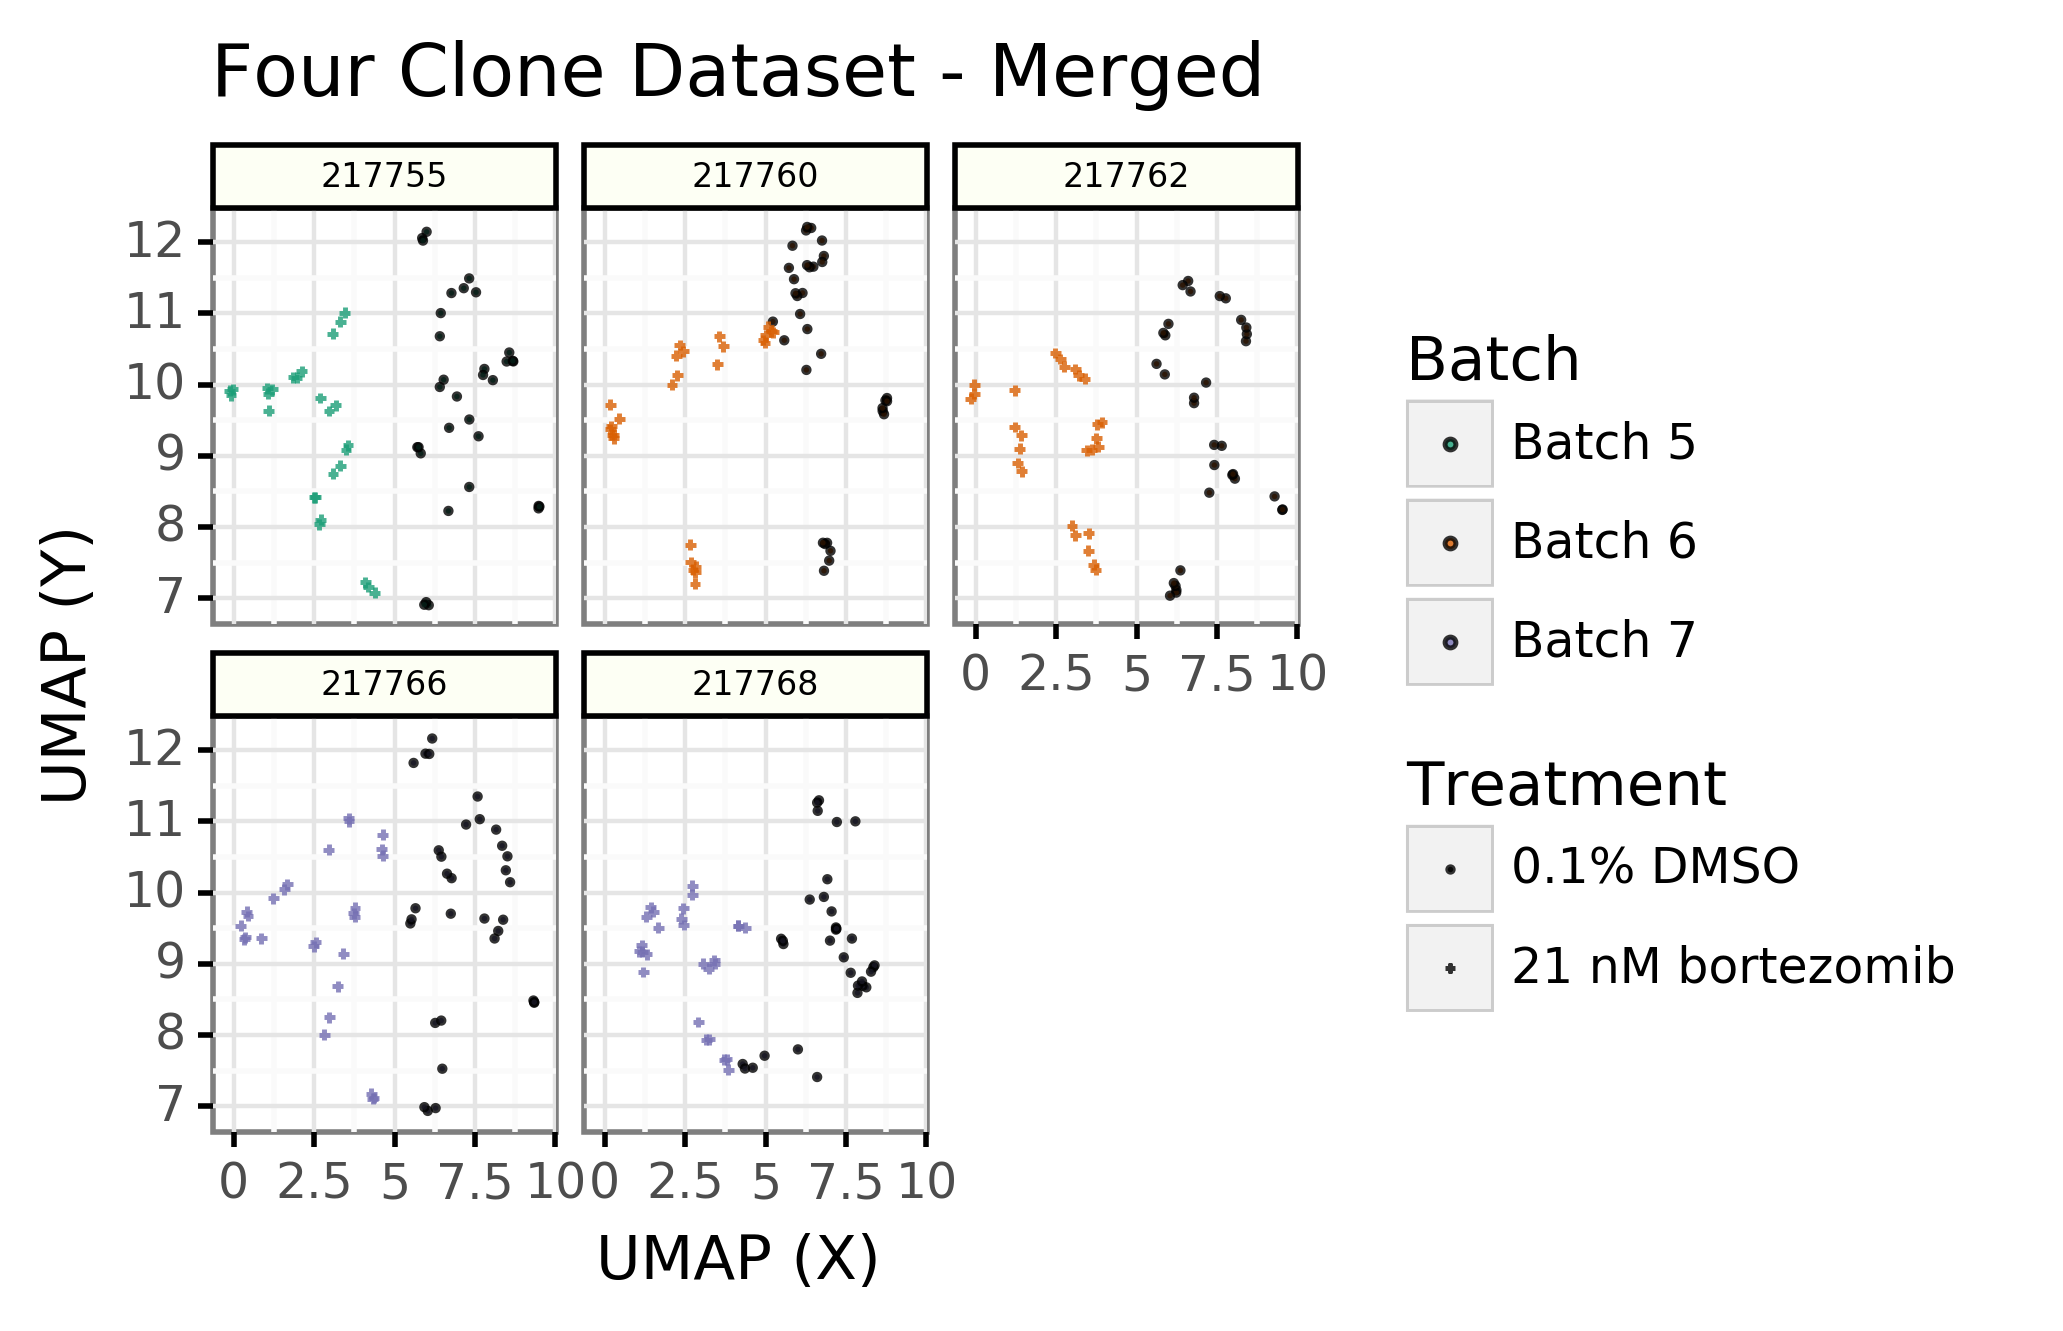 Four Clone Dataset - Merged
217755
217760
217762
12
11
10
9
8
7
0 2.5 5 7.5 10
217766
217768
12
11
10
9
8
7
0 2.5 5 7.5 10
0 2.5 5 7.5 10
UMAP (X)
UMAP (Y)
Batch
Batch 5
Batch 6
Batch 7
Treatment
0.1% DMSO
21 nM bortezomib